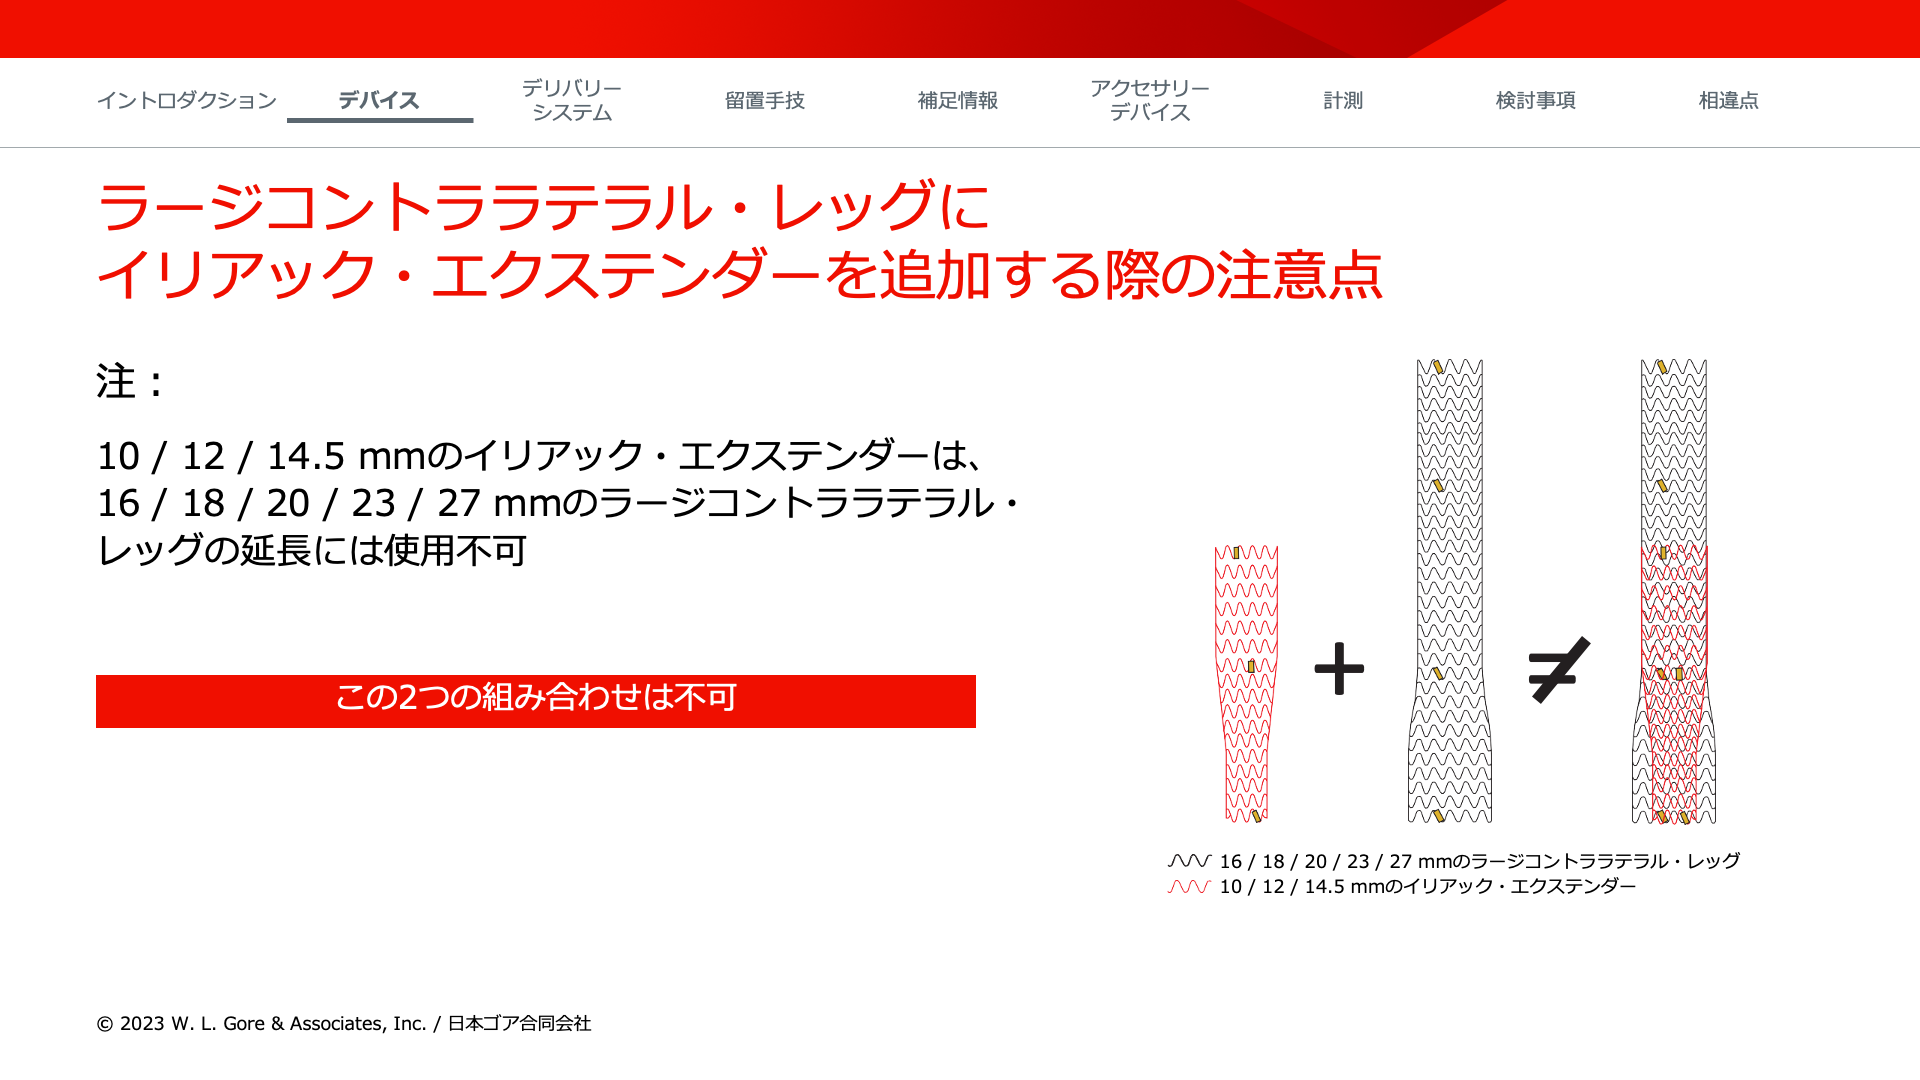 イントロダクション
デバイス
デリバリー
システム
留置手技
補足情報
アクセサリー
デバイス
計測
検討事項
相違点
ラージコントララテラル・レッグに
イリアック・エクステンダーを追加する際の注意点
注：
10 / 12 / 14.5 mmのイリアック・エクステンダーは、
16 / 18 / 20 / 23 / 27 mmのラージコントララテラル・
レッグの延長には使用不可
この2つの組み合わせは不可
+
≠
16 / 18 / 20 / 23 / 27 mmのラージコントララテラル・レッグ
10 / 12 / 14.5 mmのイリアック・エクステンダー
© 2023 W. L. Gore & Associates, Inc. / 日本ゴア合同会社